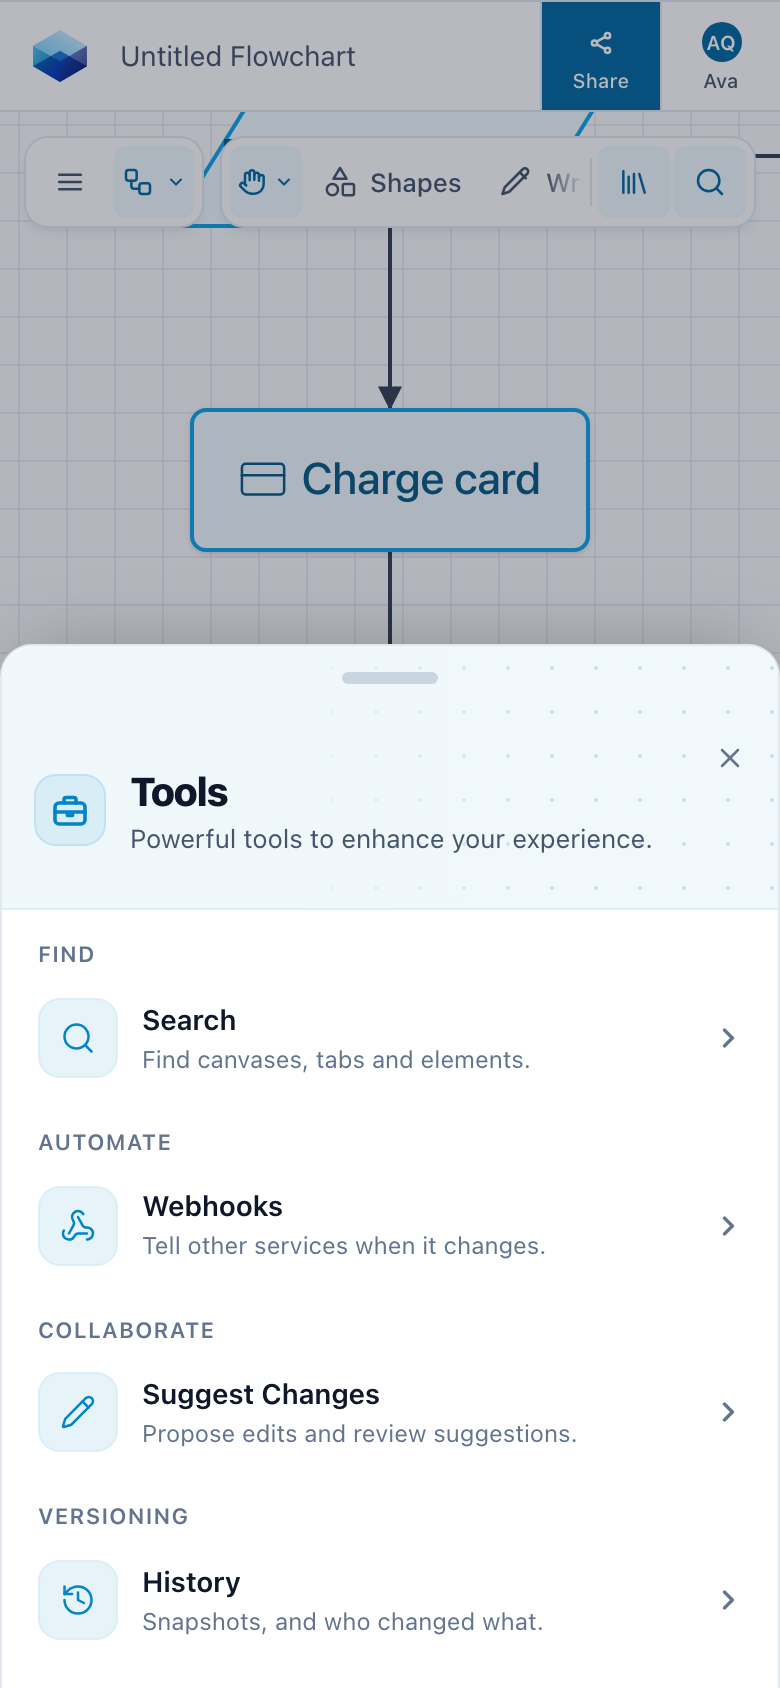 Untitled Flowchart
Share
AQ
Ava
Shapes
Wr
Charge card
Tools
Powerful tools to enhance your experience.
FIND
Search
Find canvases, tabs and elements.
AUTOMATE
Webhooks
Tell other services when it changes.
COLLABORATE
Suggest Changes
Propose edits and review suggestions.
VERSIONING
History
Snapshots, and who changed what.